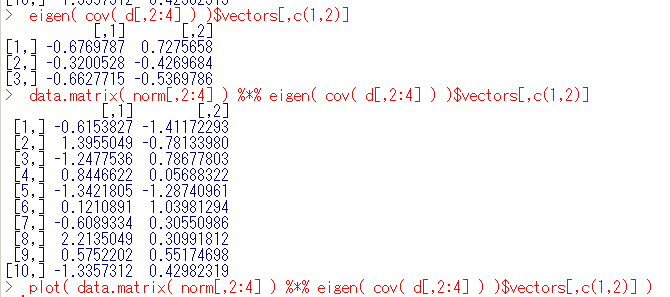 > eigen( cov( d[,2:4] ) )$vectors[,c(1,2)]
[,1] [,2]
[1,] -0.6769787 0.7275658
[2,] -0.3200528 -0.4269684
[3,] -0.6627715 -0.5369786
> data.matrix( norm[,2:4] ) %*% eigen( cov( d[,2:4] ) )$vectors[,c(1,2)]
[,1] [,2]
[1,] -0.6153827 -1.41172293
[2,] 1.3955049 -0.78133980
[3,] -1.2477536 0.78677803
[4,] 0.8446622 0.05688322
[5,] -1.3421805 -1.28740961
[6,] 0.1210891 1.03981294
[7,] -0.6089334 0.30550986
[8,] 2.2135049 0.30991812
[9,] 0.5752202 0.55174698
[10,] -1.3357312 0.42982319
> plot( data.matrix( norm[,2:4] ) %*% eigen( cov( d[,2:4] ) )$vectors[,c(1,2)] )